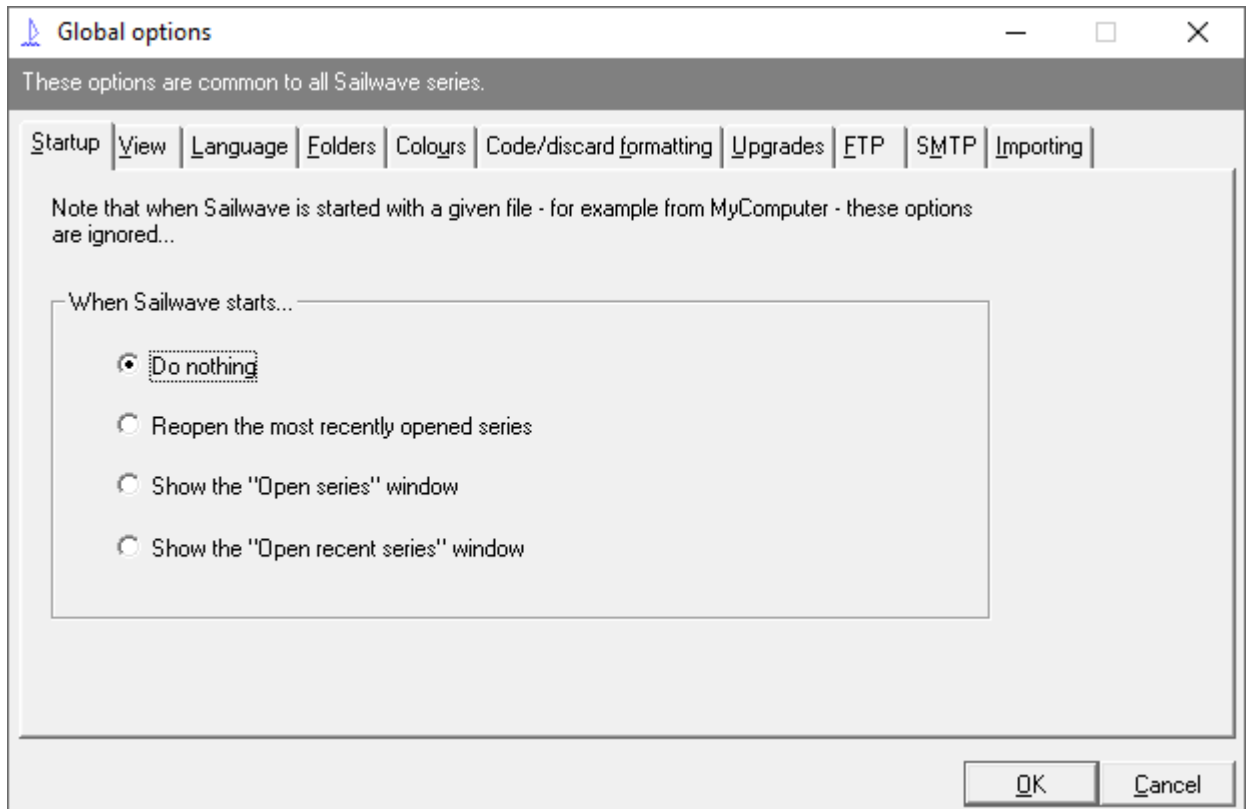 Global options
These options are common to all Sailwave series.
Startup View Language Folders Colours Code/discard formatting Upgrades FTP SMTP Importing
Note that when Sailwave is started with a given file - for example from MyComputer - these options
are ignored...
When Sailwave starts...
Do nothing
Reopen the most recently opened series
Show the "Open series" window
Show the "Open recent series" window
OK Cancel